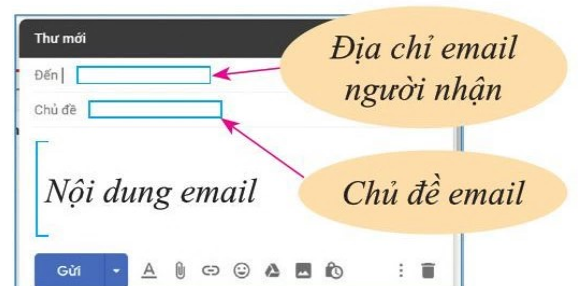 Thư mới
Đến
Địa chỉ email
người nhận
Chủ đề
Nội dung email
Chủ đề email
Gửi